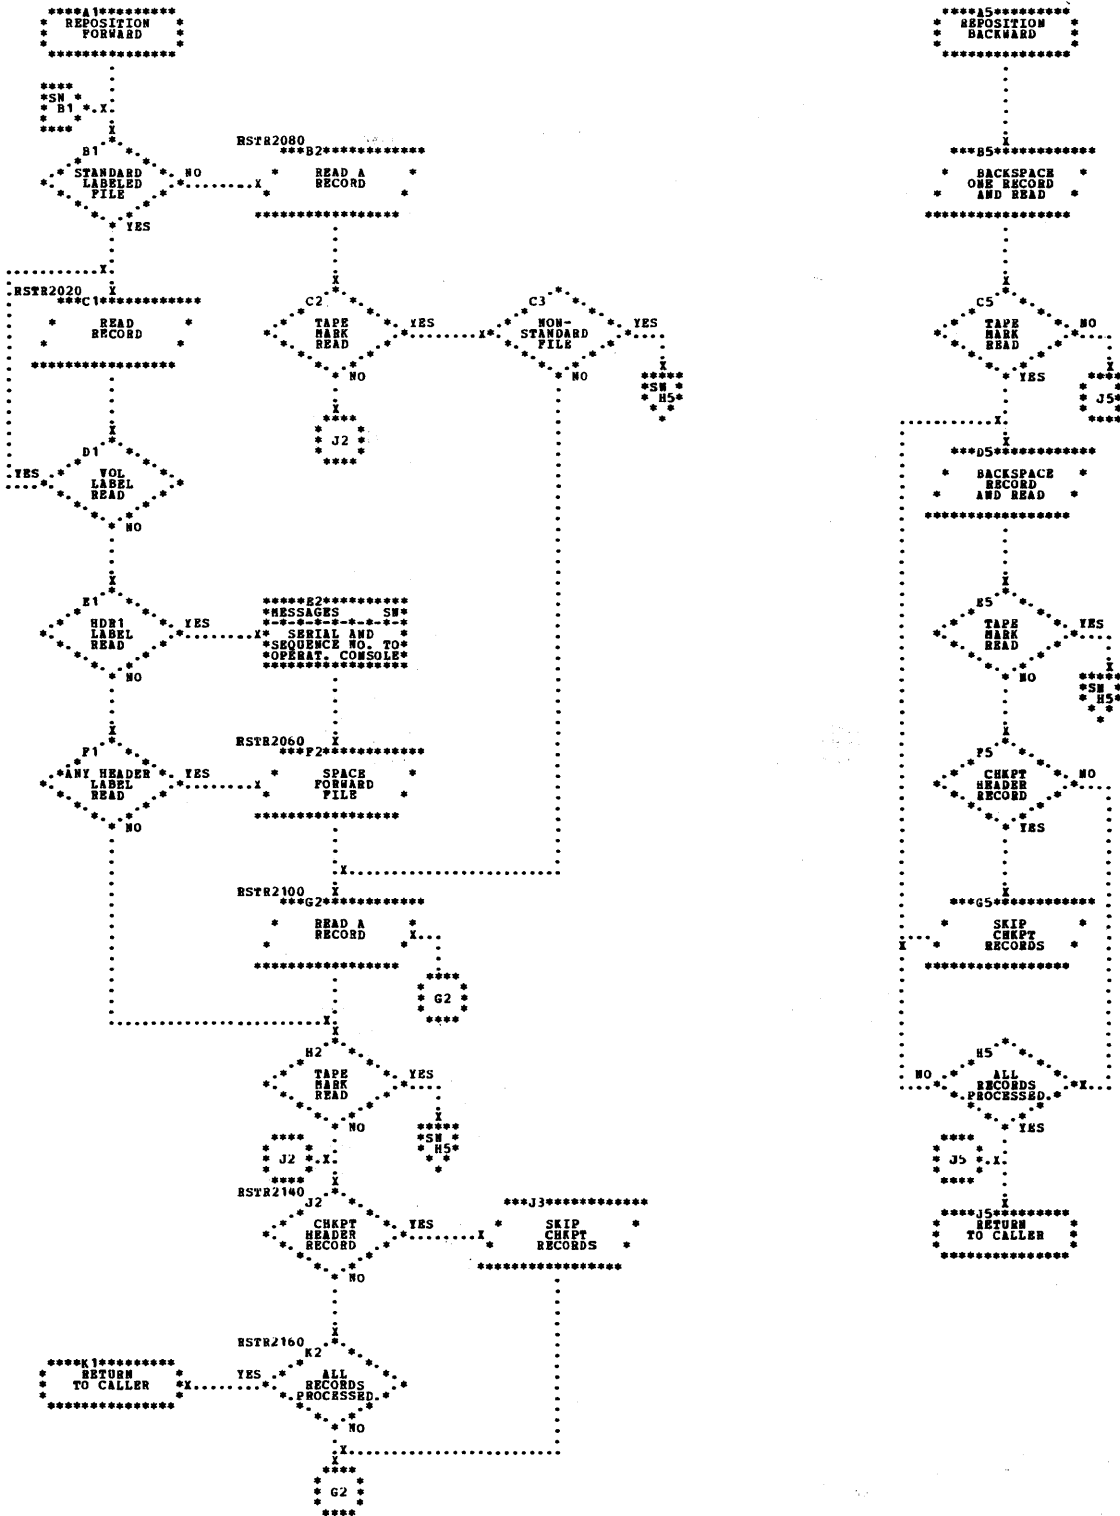 A1
REPOSITION
FORWARD
SN
B1
B1
STANDARD
LABELED
FILE
NO
YES
RSTR2080
B2
READ A
RECORD
RSTR2020
C1
READ
RECORD
C2
TAPE
MARK
READ
YES
NO
J2
C3
NON-
STANDARD
FILE
YES
NO
SN
H5
D1
VOL
LABEL
READ
YES
NO
E1
HDR1
LABEL
READ
YES
NO
E2
MESSAGES SN
SERIAL AND
SEQUENCE NO. TO
OPERAT. CONSOLE
F1
ANY HEADER
LABEL
READ
YES
NO
RSTR2060
F2
SPACE
FORWARD
FILE
RSTR2100
G2
READ A
RECORD
G2
H2
TAPE
MARK
READ
YES
NO
SN
H5
J2
RSTR2140
J2
CHKPT
HEADER
RECORD
YES
NO
J3
SKIP
CHKPT
RECORDS
RSTR2160
K2
ALL
RECORDS
PROCESSED
YES
NO
K1
RETURN
TO CALLER
G2
A5
REPOSITION
BACKWARD
B5
BACKSPACE
ONE RECORD
AND READ
C5
TAPE
MARK
READ
NO
YES
J5
D5
BACKSPACE
RECORD
AND READ
E5
TAPE
MARK
READ
YES
NO
SN
H5
F5
CHKPT
HEADER
RECORD
NO
YES
G5
SKIP
CHKPT
RECORDS
H5
ALL
RECORDS
PROCESSED
NO
YES
J5
J5
RETURN
TO CALLER